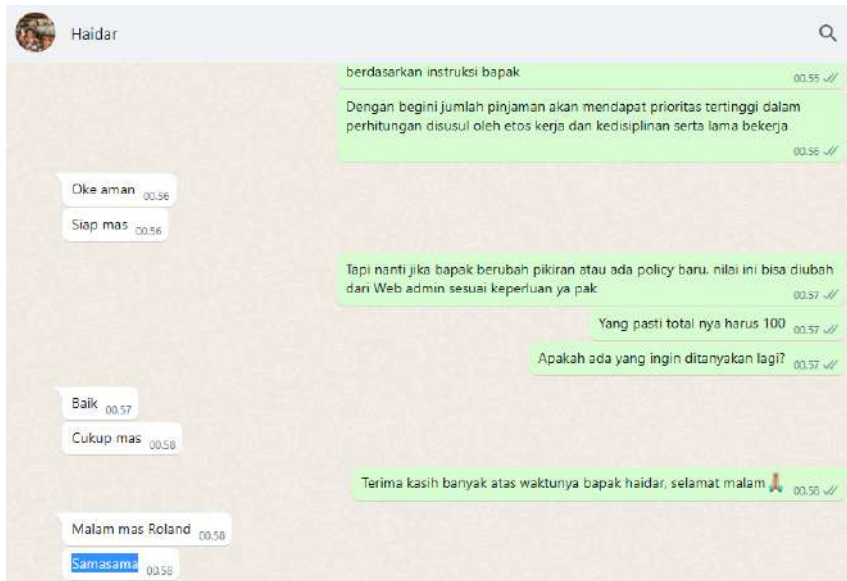 Haidar
berdasarkan instruksi bapak
00.55
Dengan begini jumlah pinjaman akan mendapat prioritas tertinggi dalam
perhitungan disusul oleh etos kerja dan kedisiplinan serta lama bekerja
00.56
Oke aman 00.56
Siap mas 00.56
Tapi nanti jika bapak berubah pikiran atau ada policy baru. nilai ini bisa diubah
dari Web admin sesuai keperluan ya pak 00.57
Yang pasti total nya harus 100 00.57
Apakah ada yang ingin ditanyakan lagi? 00.57
Baik 00.57
Cukup mas 00.58
Terima kasih banyak atas waktunya bapak haidar, selamat malam🙏 00.58
Malam mas Roland 00.58
Samasama 00.58